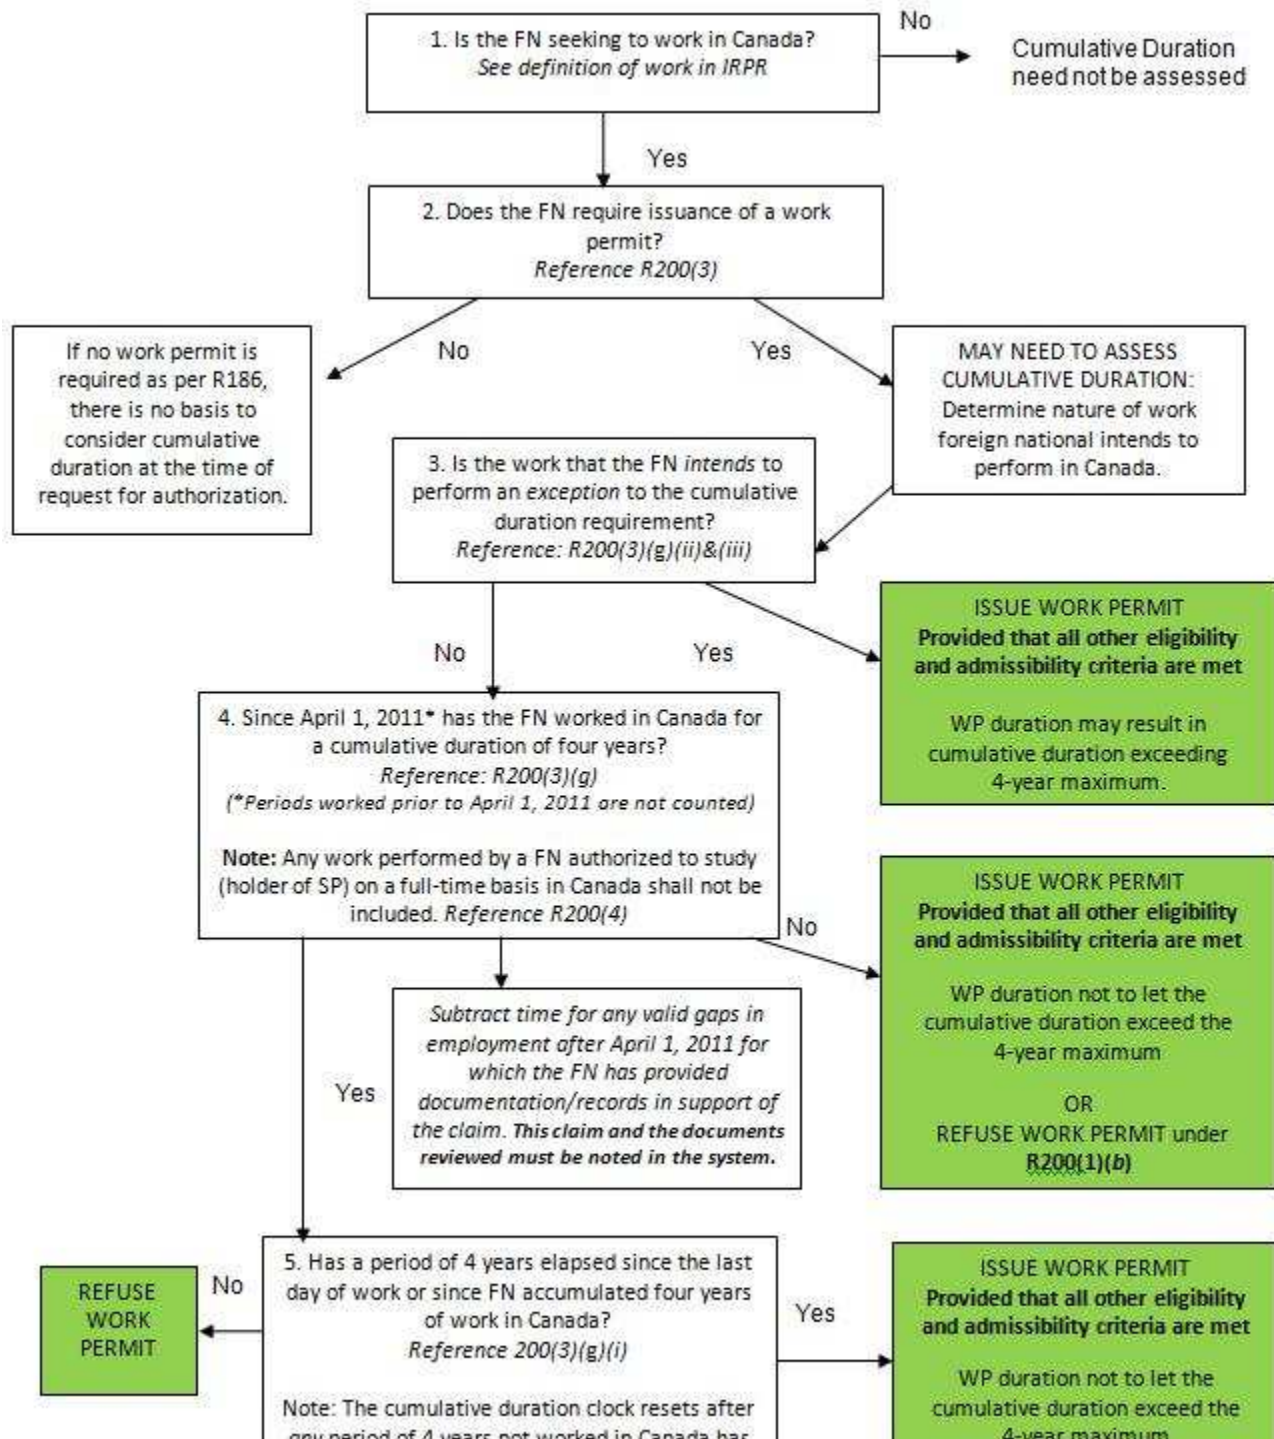 1. Is the FN seeking to work in Canada?
See definition of work in IRPR
No
Cumulative Duration
need not be assessed
Yes
2. Does the FN require issuance of a work
permit?
Reference R200(3)
No
Yes
If no work permit is
required as per R186,
there is no basis to
consider cumulative
duration at the time of
request for authorization.
MAY NEED TO ASSESS
CUMULATIVE DURATION:
Determine nature of work
foreign national intends to
perform in Canada.
3. Is the work that the FN intends to
perform an exception to the cumulative
duration requirement?
Reference: R200(3)(g)(ii)&(iii)
No
Yes
ISSUE WORK PERMIT
Provided that all other eligibility
and admissibility criteria are met
WP duration may result in
cumulative duration exceeding
4-year maximum.
4. Since April 1, 2011* has the FN worked in Canada for
a cumulative duration of four years?
Reference: R200(3)(g)
(*Periods worked prior to April 1, 2011 are not counted)
Note: Any work performed by a FN authorized to study
(holder of SP) on a full-time basis in Canada shall not be
included. Reference R200(4)
No
ISSUE WORK PERMIT
Provided that all other eligibility
and admissibility criteria are met
WP duration not to let the
cumulative duration exceed the
4-year maximum
OR
REFUSE WORK PERMIT under
R200(1)(b)
Yes
Subtract time for any valid gaps in
employment after April 1, 2011 for
which the FN has provided
documentation/records in support of
the claim. This claim and the documents
reviewed must be noted in the system.
5. Has a period of 4 years elapsed since the last
day of work or since FN accumulated four years
of work in Canada?
Reference 200(3)(g)(i)
Note: The cumulative duration clock resets after
any period of 4 years not worked in Canada has
No
REFUSE
WORK
PERMIT
Yes
ISSUE WORK PERMIT
Provided that all other eligibility
and admissibility criteria are met
WP duration not to let the
cumulative duration exceed the
4-year maximum